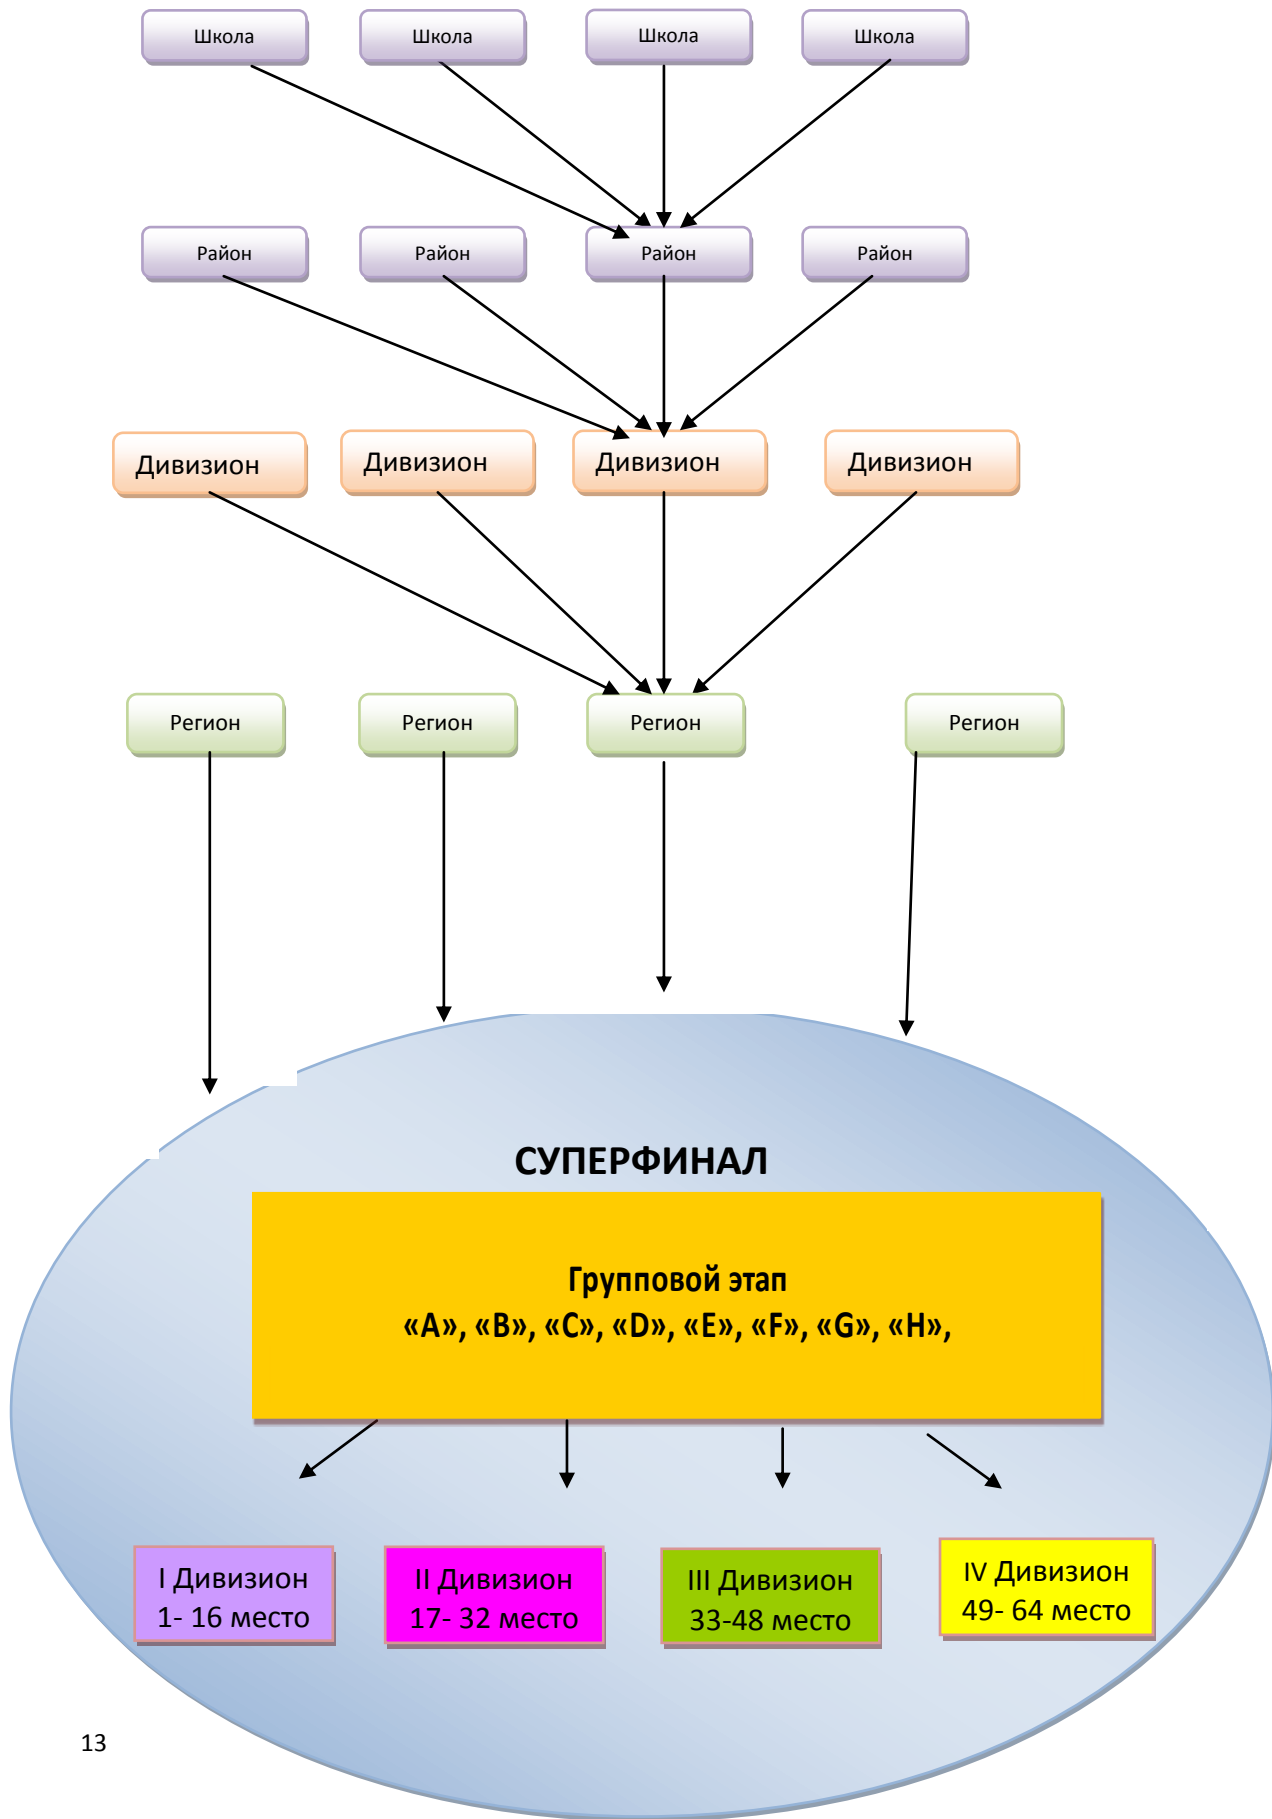 Школа
Школа
Школа
Школа
Район
Район
Район
Район
Дивизион
Дивизион
Дивизион
Дивизион
Регион
Регион
Регион
Регион
СУПЕРФИНАЛ
Групповой этап
«A», «B», «C», «D», «E», «F», «G», «H»,
I Дивизион
1- 16 место
II Дивизион
17- 32 место
III Дивизион
33-48 место
IV Дивизион
49- 64 место
13